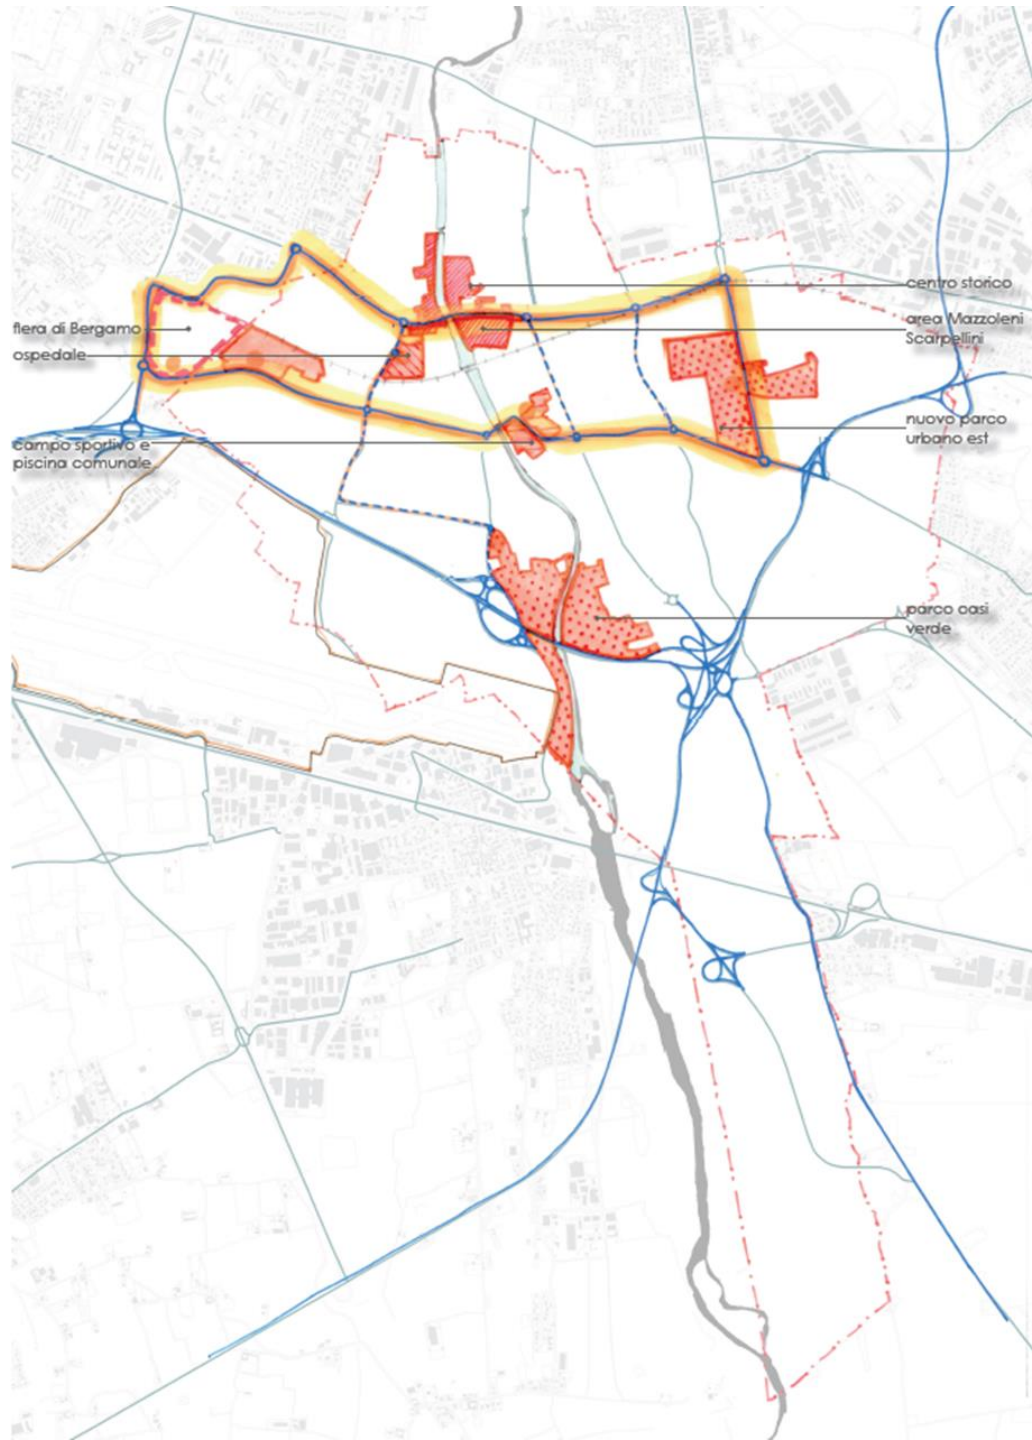 centro storico
fiera di Bergamo
area Mazzoleni
Scarpellini
ospedale
nuovo parco
urbano est
campo sportivo e
piscina comunale
parco oasi
verde